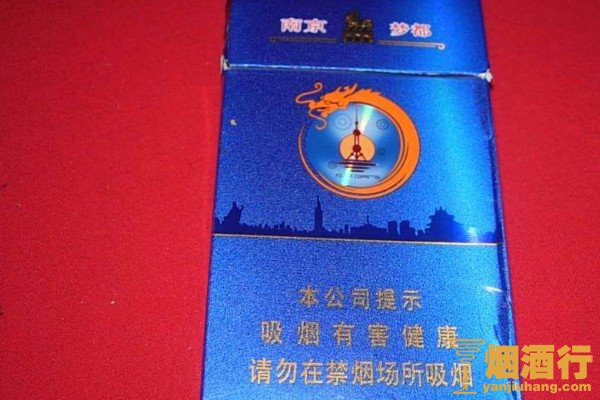 南京 梦都
本公司提示
吸烟有害健康
请勿在禁烟场所吸烟
烟酒行
yanjiuhang.com